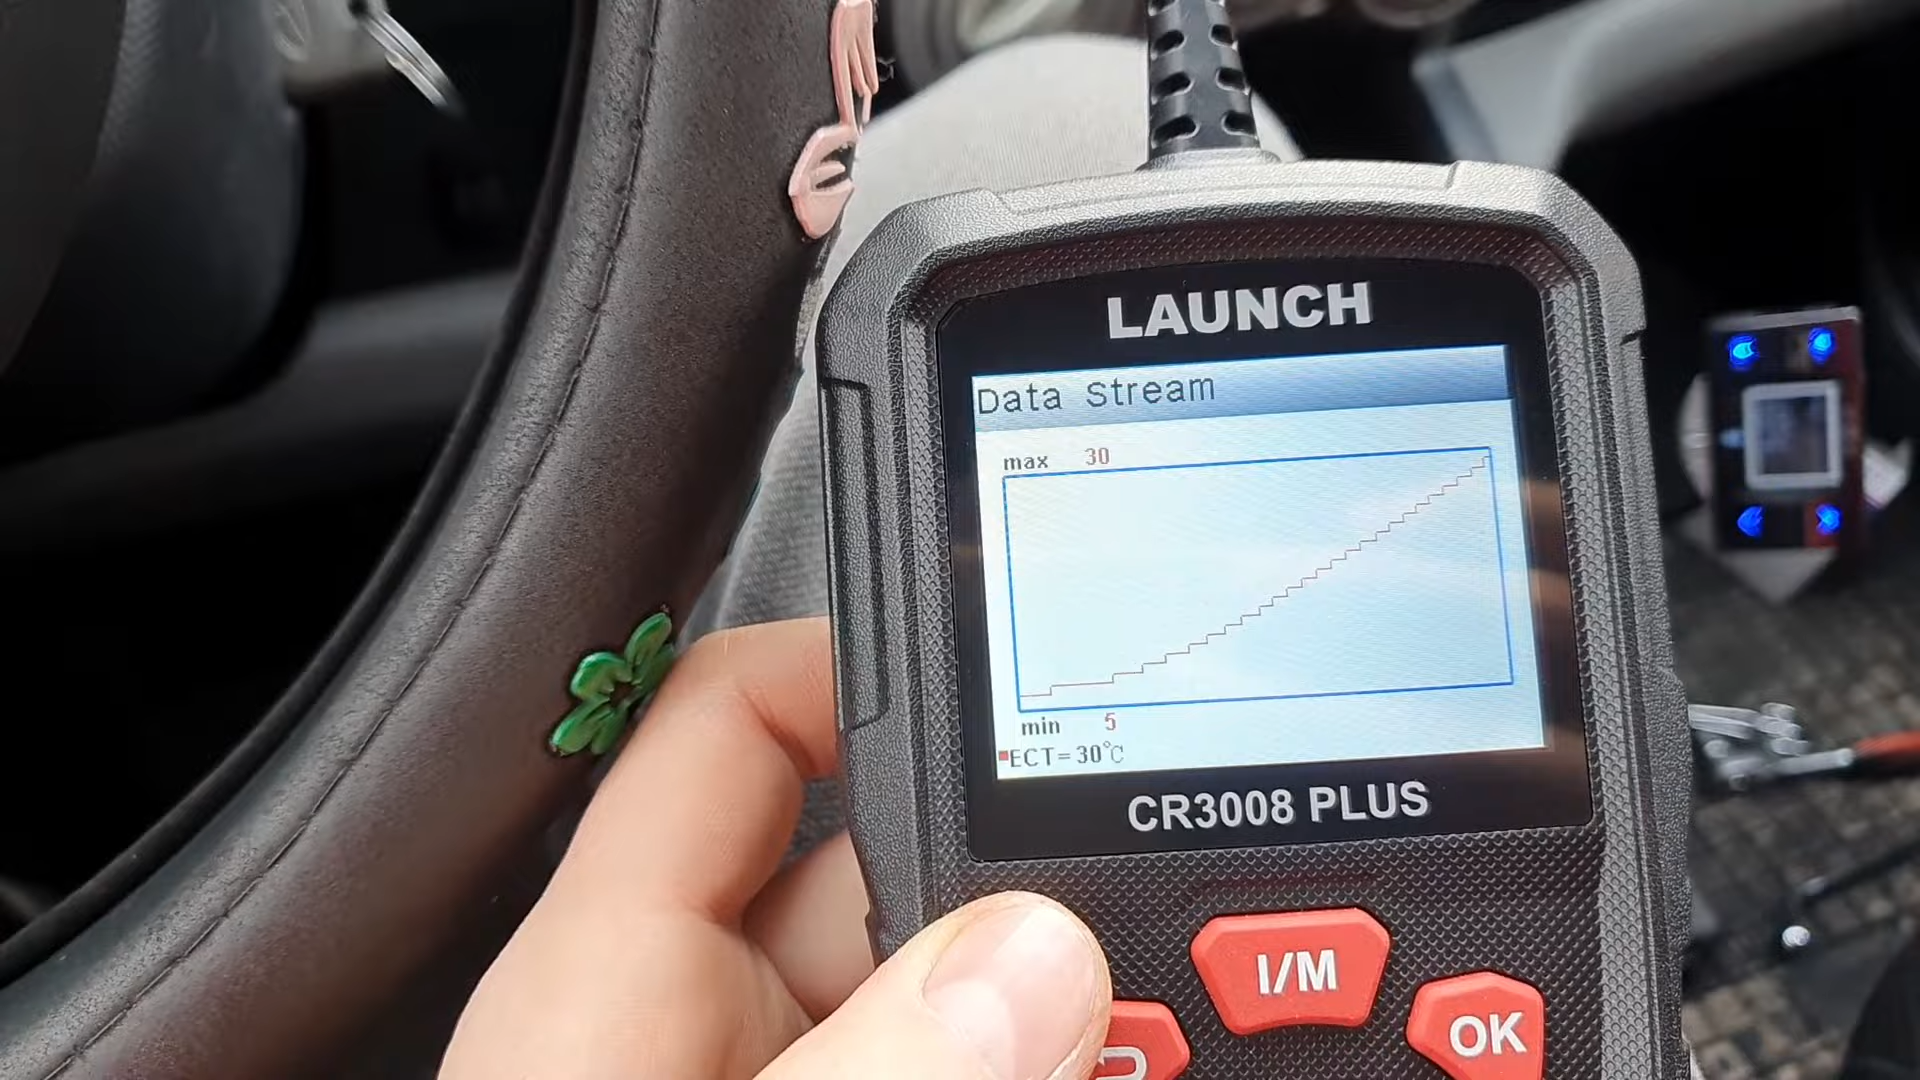 LAUNCH
Data Stream
max 30
min 5
ECT=30℃
CR3008 PLUS
I/M
OK